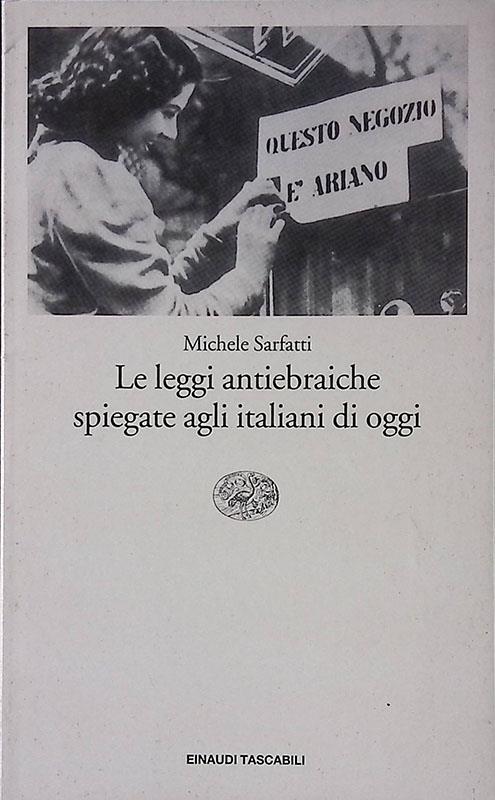 QUESTO NEGOZIO
E' ARIANO
Michele Sarfatti
Le leggi antiebraiche
spiegate agli italiani di oggi
EINAUDI TASCABILI